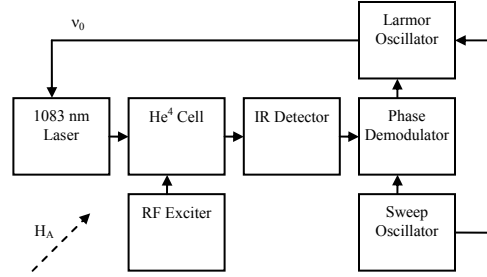 ν₀
Larmor
Oscillator
1083 nm
Laser
He⁴ Cell
IR Detector
Phase
Demodulator
H_A
RF Exciter
Sweep
Oscillator